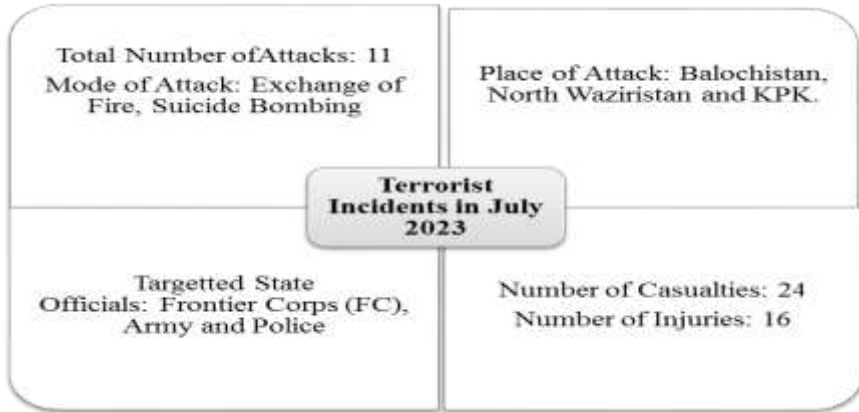 Total Number ofAttacks: 11
Mode of Attack: Exchange of
Fire, Suicide Bombing
Place of Attack: Balochistan,
North Waziristan and KPK.
Terrorist
Incidents in July
2023
Targetted State
Officials: Frontier Corps (FC),
Army and Police
Number of Casualties: 24
Number of Injuries: 16